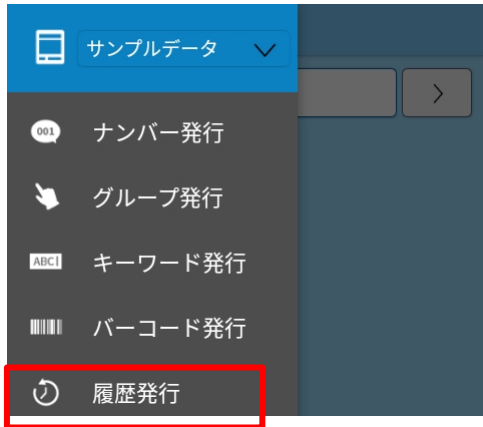 サンプルデータ
001
ナンバー発行
グループ発行
ABC
キーワード発行
バーコード発行
履歴発行